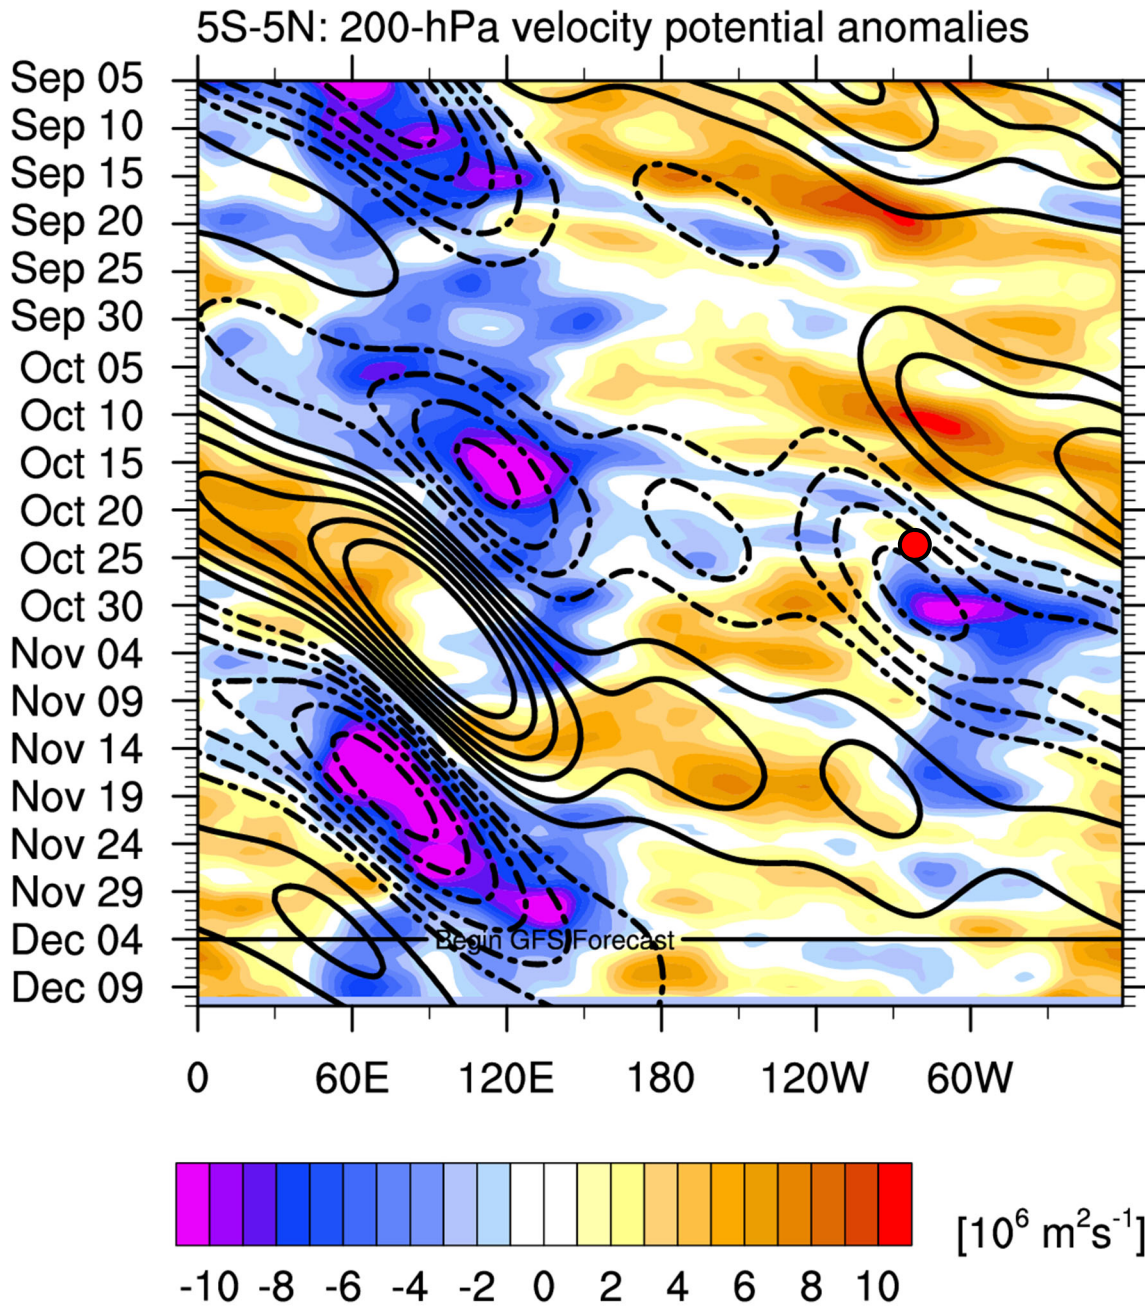 5S-5N: 200-hPa velocity potential anomalies
Sep 05
Sep 10
Sep 15
Sep 20
Sep 25
Sep 30
Oct 05
Oct 10
Oct 15
Oct 20
Oct 25
Oct 30
Nov 04
Nov 09
Nov 14
Nov 19
Nov 24
Nov 29
Dec 04
Begin GFS Forecast
Dec 09
0 60E 120E 180 120W 60W
[10⁶ m²s⁻¹]
-10 -8 -6 -4 -2 0 2 4 6 8 10